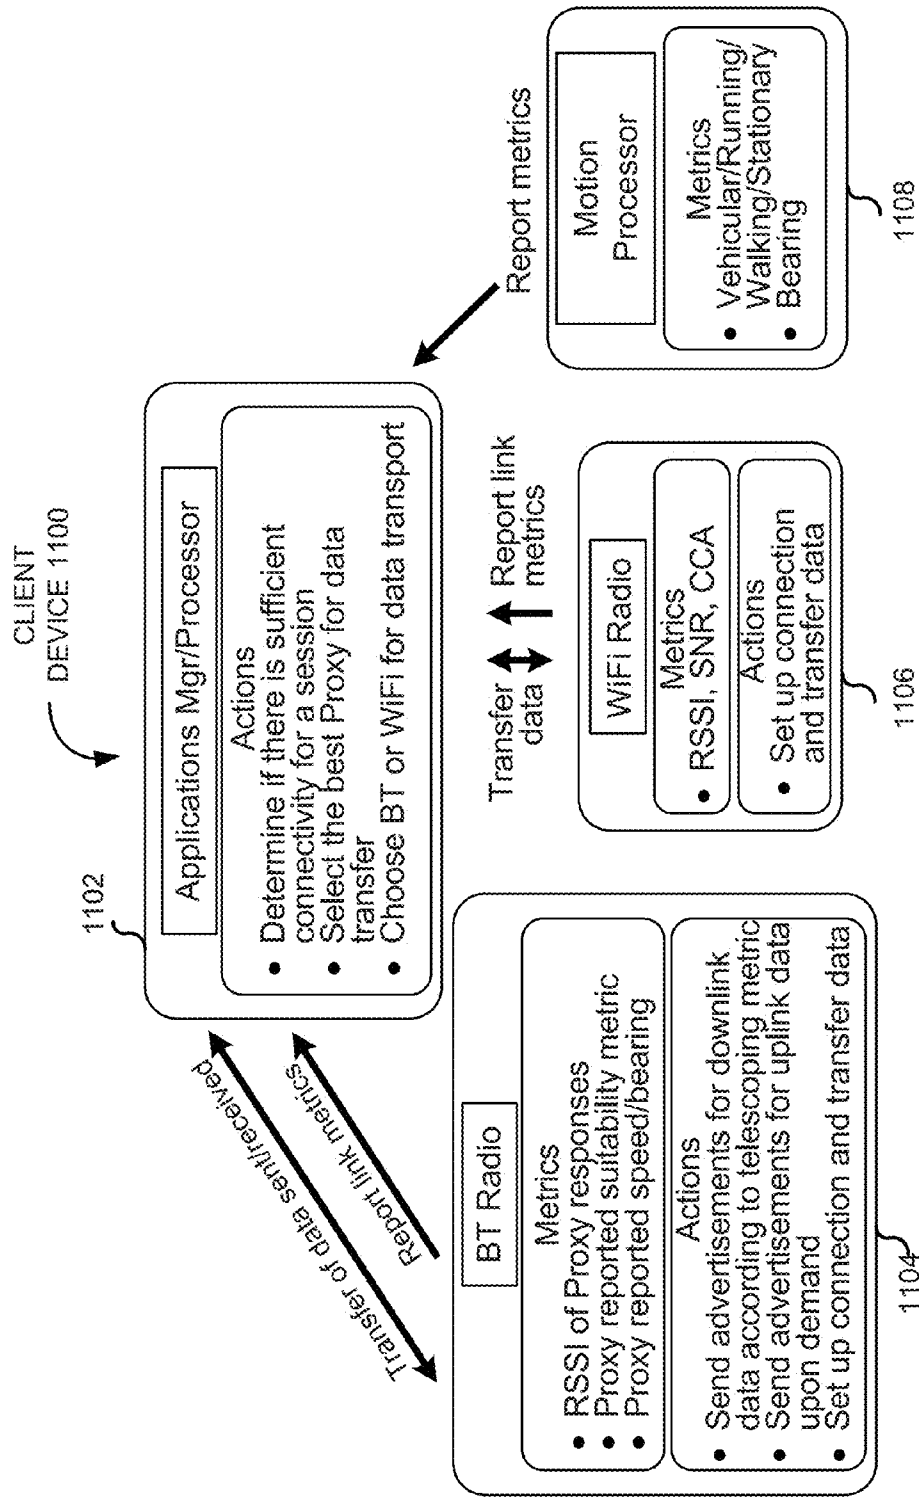 CLIENT
DEVICE 1100
1102
Applications Mgr/Processor
Actions
• Determine if there is sufficient
connectivity for a session
• Select the best Proxy for data
transfer
• Choose BT or WiFi for data transport
Transfer of data sent/received
Report link metrics
Transfer
data
Report link
metrics
Report metrics
BT Radio
Metrics
• RSSI of Proxy responses
• Proxy reported suitability metric
• Proxy reported speed/bearing
Actions
• Send advertisements for downlink
data according to telescoping metric
• Send advertisements for uplink data
upon demand
• Set up connection and transfer data
1104
WiFi Radio
Metrics
• RSSI, SNR, CCA
Actions
• Set up connection
and transfer data
1106
Motion
Processor
Metrics
• Vehicular/Running/
Walking/Stationary
• Bearing
1108